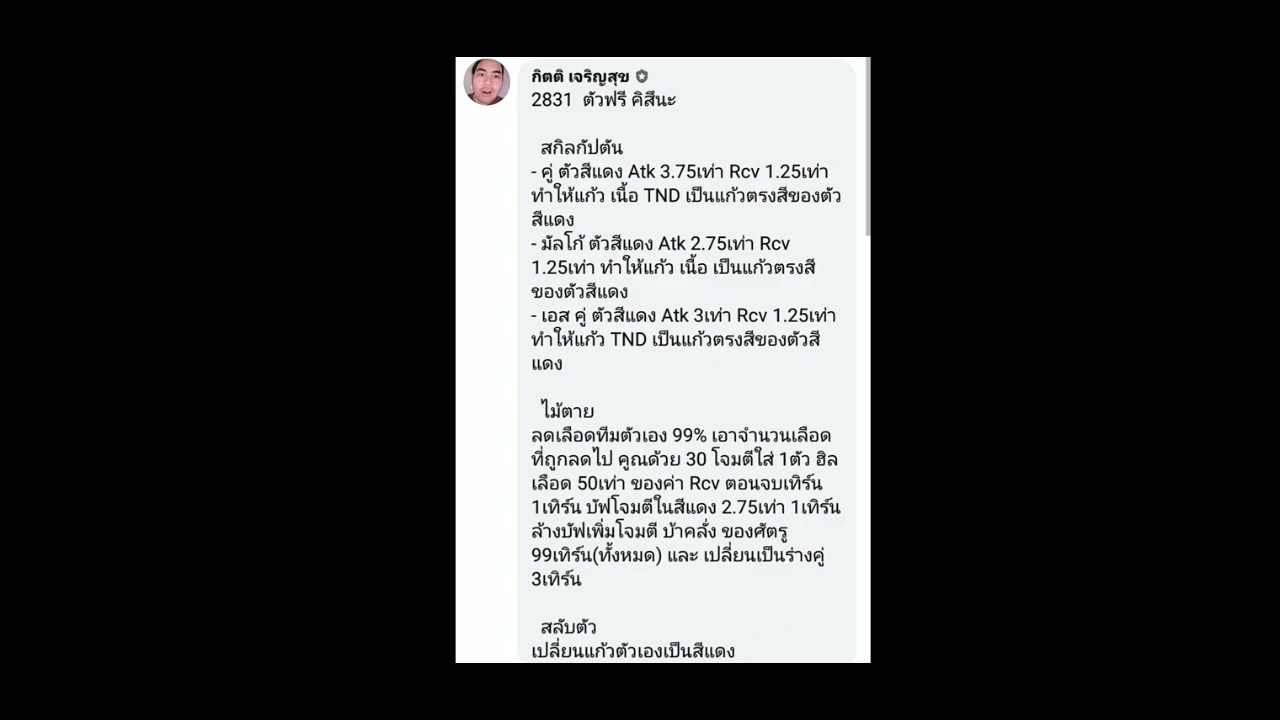 กิตติ เจริญสุข
2831 ตัวฟรี คิสึนะ
สกิลกัปตัน
- คู่ ตัวสีแดง Atk 3.75เท่า Rcv 1.25เท่า
ทำให้แก้ว เนื้อ TND เป็นแก้วตรงสีของตัว
สีแดง
- มัลโก้ ตัวสีแดง Atk 2.75เท่า Rcv
1.25เท่า ทำให้แก้ว เนื้อ เป็นแก้วตรงสี
ของตัวสีแดง
- เอส คู่ ตัวสีแดง Atk 3เท่า Rcv 1.25เท่า
ทำให้แก้ว TND เป็นแก้วตรงสีของตัวสี
แดง
ไม้ตาย
ลดเลือดทีมตัวเอง 99% เอาจำนวนเลือด
ที่ถูกลดไป คูณด้วย 30 โจมตีใส่ 1ตัว ฮิล
เลือด 50เท่า ของค่า Rcv ตอนจบเทิร์น
1เทิร์น บัฟโจมตีในสีแดง 2.75เท่า 1เทิร์น
ล้างบัฟเพิ่มโจมตี บ้าคลั่ง ของศัตรู
99เทิร์น(ทั้งหมด) และ เปลี่ยนเป็นร่างคู่
3เทิร์น
สลับตัว
เปลี่ยนแก้วตัวเองเป็นสีแดง